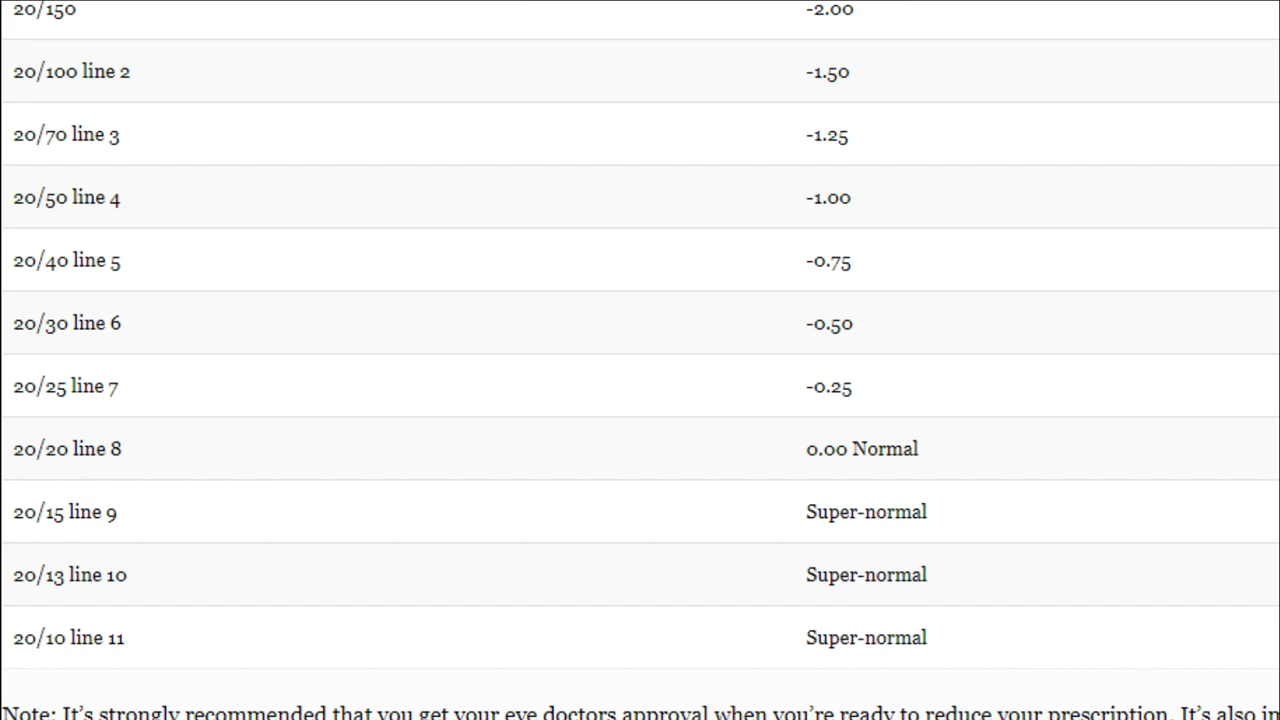 20/150 -2.00
20/100 line 2 -1.50
20/70 line 3 -1.25
20/50 line 4 -1.00
20/40 line 5 -0.75
20/30 line 6 -0.50
20/25 line 7 -0.25
20/20 line 8 0.00 Normal
20/15 line 9 Super-normal
20/13 line 10 Super-normal
20/10 line 11 Super-normal
Note: It’s strongly recommended that you get your eye doctors approval when you’re ready to reduce your prescription. It’s also